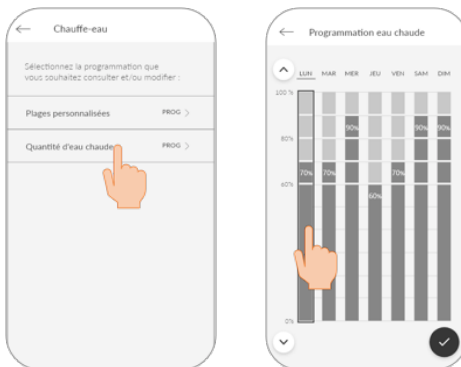 Chauffe-eau
Sélectionnez la programmation que
vous souhaitez consulter et/ou modifier :
Plages personnalisées PROG
Quantité d'eau chaude PROG
Programmation eau chaude
LUN MAR MER JEU VEN SAM DIM
100 %
90% 90% 90%
80%
70% 70% 70%
60%
60%
0%